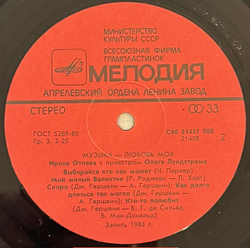 МИНИСТЕРСТВО
КУЛЬТУРЫ СССР
ВСЕСОЮЗНАЯ ФИРМА
ГРАМПЛАСТИНОК
МЕЛОДИЯ
АПРЕЛЕВСКИЙ ОРДЕНА ЛЕНИНА ЗАВОД
СТЕРЕО 33
ГОСТ 5289-80 С60 21457 008
Гр. 3. 2-25 21458 2
МУЗЫКА — ЛЮБОВЬ МОЯ
Ирина Отиева с оркестром Олега Лундстрема
Выбирайся кто как может (Ч. Паркер)
Мой милый Валентин (Р. Роджерс — Л. Харт)
Скоро (Дж. Гершвин — А. Гершвин) Как долго
длиться так могло (Дж. Гершвин —
А. Гершвин) Кто-то полюбит
(Дж. Гершвин — Б. Г. де Сильва,
Б. Мак-Дональд)
Запись 1984 г.